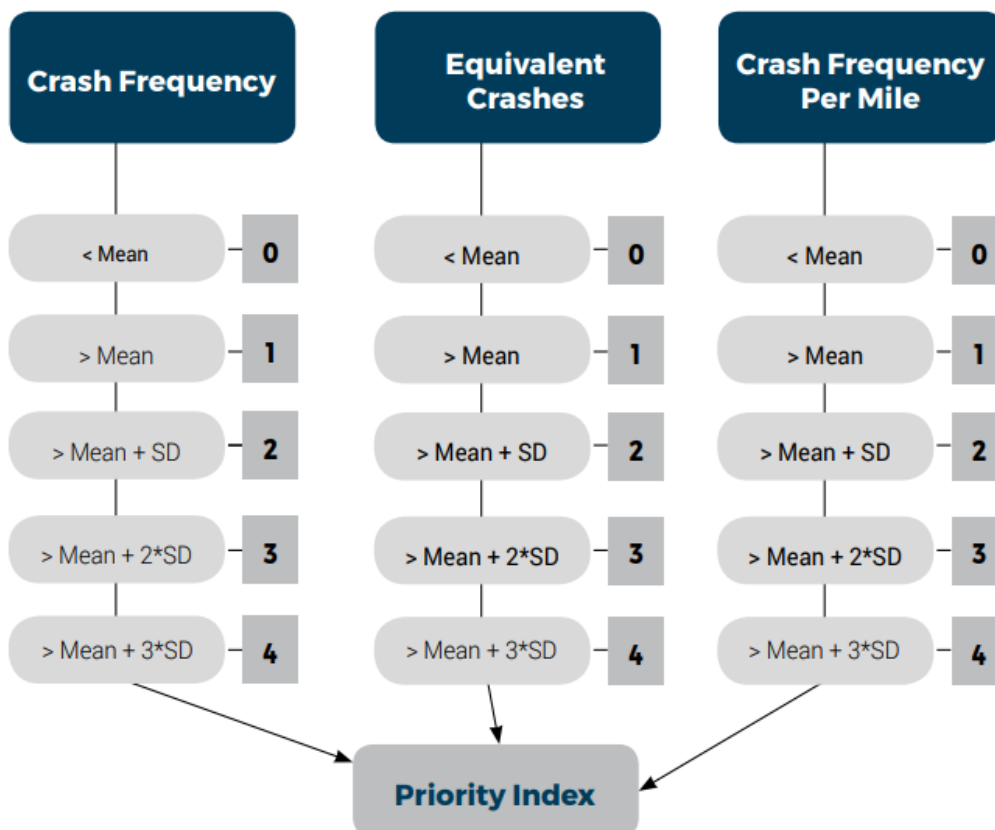 Crash Frequency
< Mean
0
> Mean
1
> Mean + SD
2
> Mean + 2*SD
3
> Mean + 3*SD
4
Equivalent
Crashes
< Mean
0
> Mean
1
> Mean + SD
2
> Mean + 2*SD
3
> Mean + 3*SD
4
Crash Frequency
Per Mile
< Mean
0
> Mean
1
> Mean + SD
2
> Mean + 2*SD
3
> Mean + 3*SD
4
Priority Index